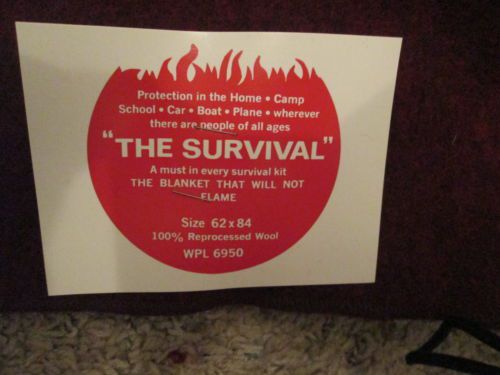 Protection in the Home • Camp
School • Car • Boat • Plane • wherever
there are people of all ages
"THE SURVIVAL"
A must in every survival kit
THE BLANKET THAT WILL NOT
FLAME
Size 62 x 84
100% Reprocessed Wool
WPL 6950